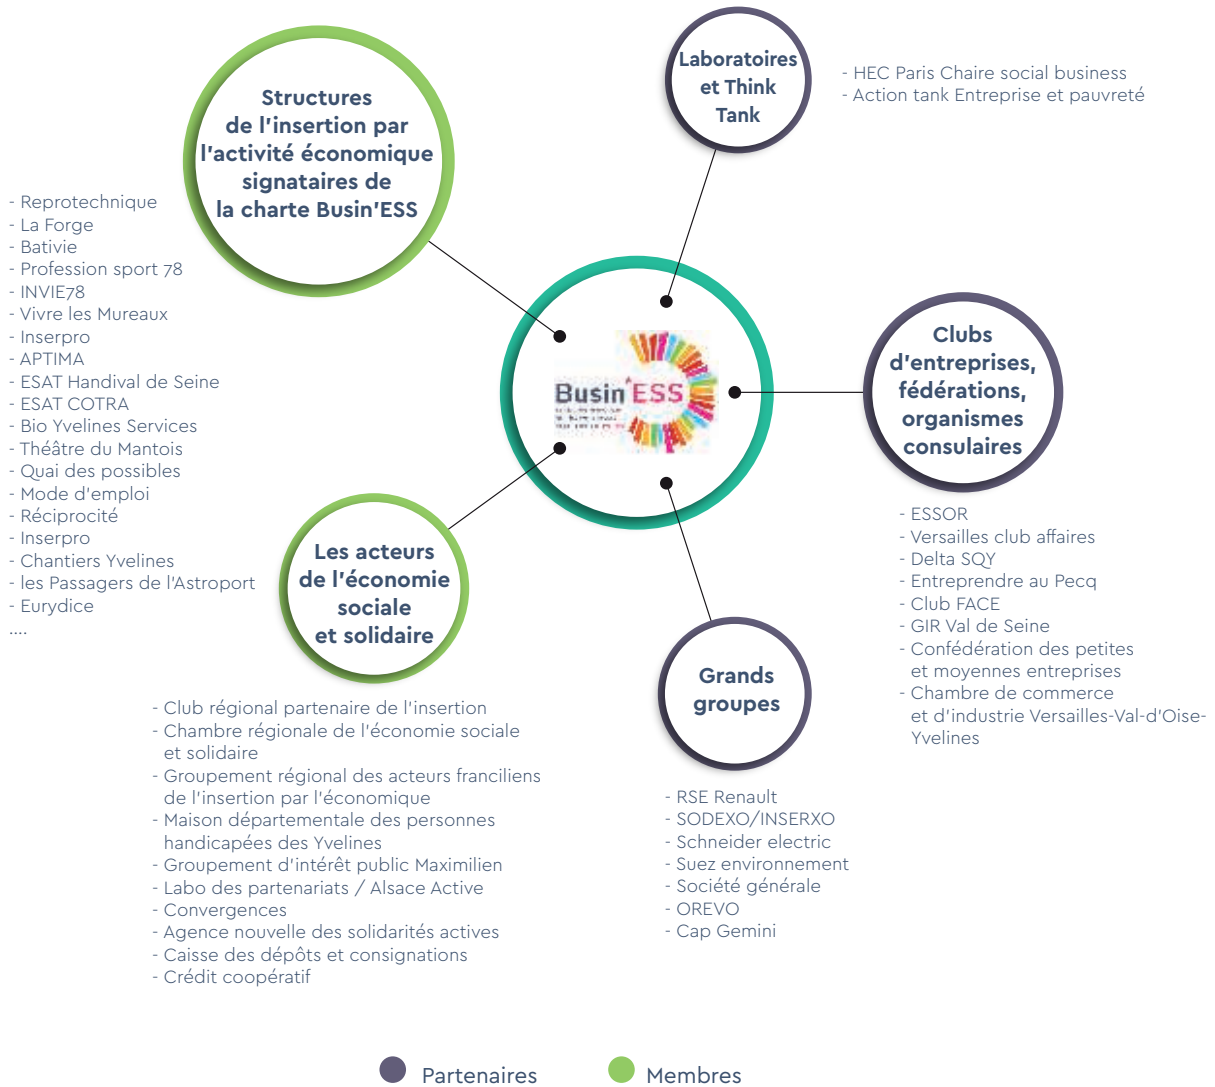 Structures
de l'insertion par
l'activité économique
signataires de
la charte Busin'ESS
- Reprotechnique
- La Forge
- Bativie
- Profession sport 78
- INVIE78
- Vivre les Mureaux
- Inserpro
- APTIMA
- ESAT Handival de Seine
- ESAT COTRA
- Bio Yvelines Services
- Théâtre du Mantois
- Quai des possibles
- Mode d'emploi
- Réciprocité
- Inserpro
- Chantiers Yvelines
- les Passagers de l'Astroport
- Eurydice
....
Laboratoires
et Think
Tank
- HEC Paris Chaire social business
- Action tank Entreprise et pauvreté
Busin'ESS
Clubs
d'entreprises,
fédérations,
organismes
consulaires
- ESSOR
- Versailles club affaires
- Delta SQY
- Entreprendre au Pecq
- Club FACE
- GIR Val de Seine
- Confédération des petites
et moyennes entreprises
- Chambre de commerce
et d'industrie Versailles-Val-d'Oise-
Yvelines
Les acteurs
de l'économie
sociale
et solidaire
- Club régional partenaire de l'insertion
- Chambre régionale de l'économie sociale
et solidaire
- Groupement régional des acteurs franciliens
de l'insertion par l'économique
- Maison départementale des personnes
handicapées des Yvelines
- Groupement d'intérêt public Maximilien
- Labo des partenariats / Alsace Active
- Convergences
- Agence nouvelle des solidarités actives
- Caisse des dépôts et consignations
- Crédit coopératif
Grands
groupes
- RSE Renault
- SODEXO/INSERXO
- Schneider electric
- Suez environnement
- Société générale
- OREVO
- Cap Gemini
Partenaires
Membres